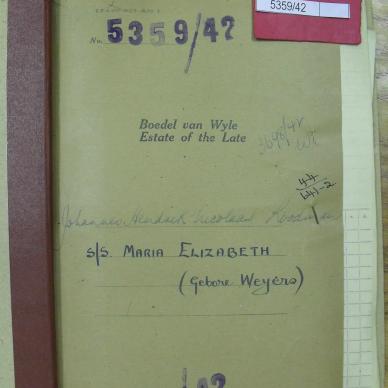 5359/42
No. 5359/42
Boedel van Wyle
Estate of the Late
Johannes Hendrik Nicolaas
s/s. MARIA ELIZABETH
(Gebore Weyers)